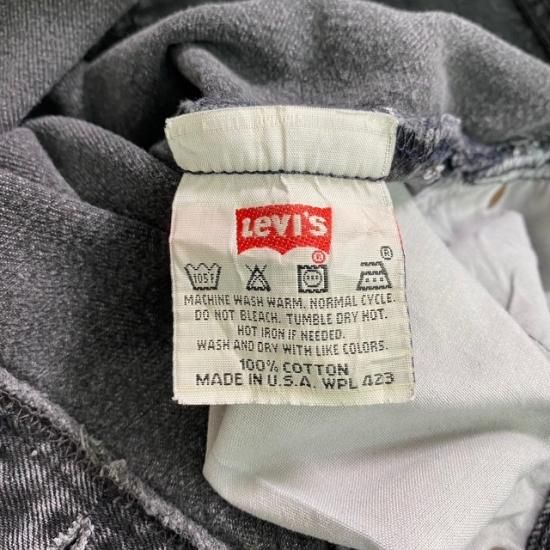 LEVI'S
®
105
®
MACHINE WASH WARM. NORMAL CYCLE.
DO NOT BLEACH. TUMBLE DRY HOT.
HOT IRON IF NEEDED.
WASH AND DRY WITH LIKE COLORS.
100% COTTON
MADE IN U.S.A. WPL 423